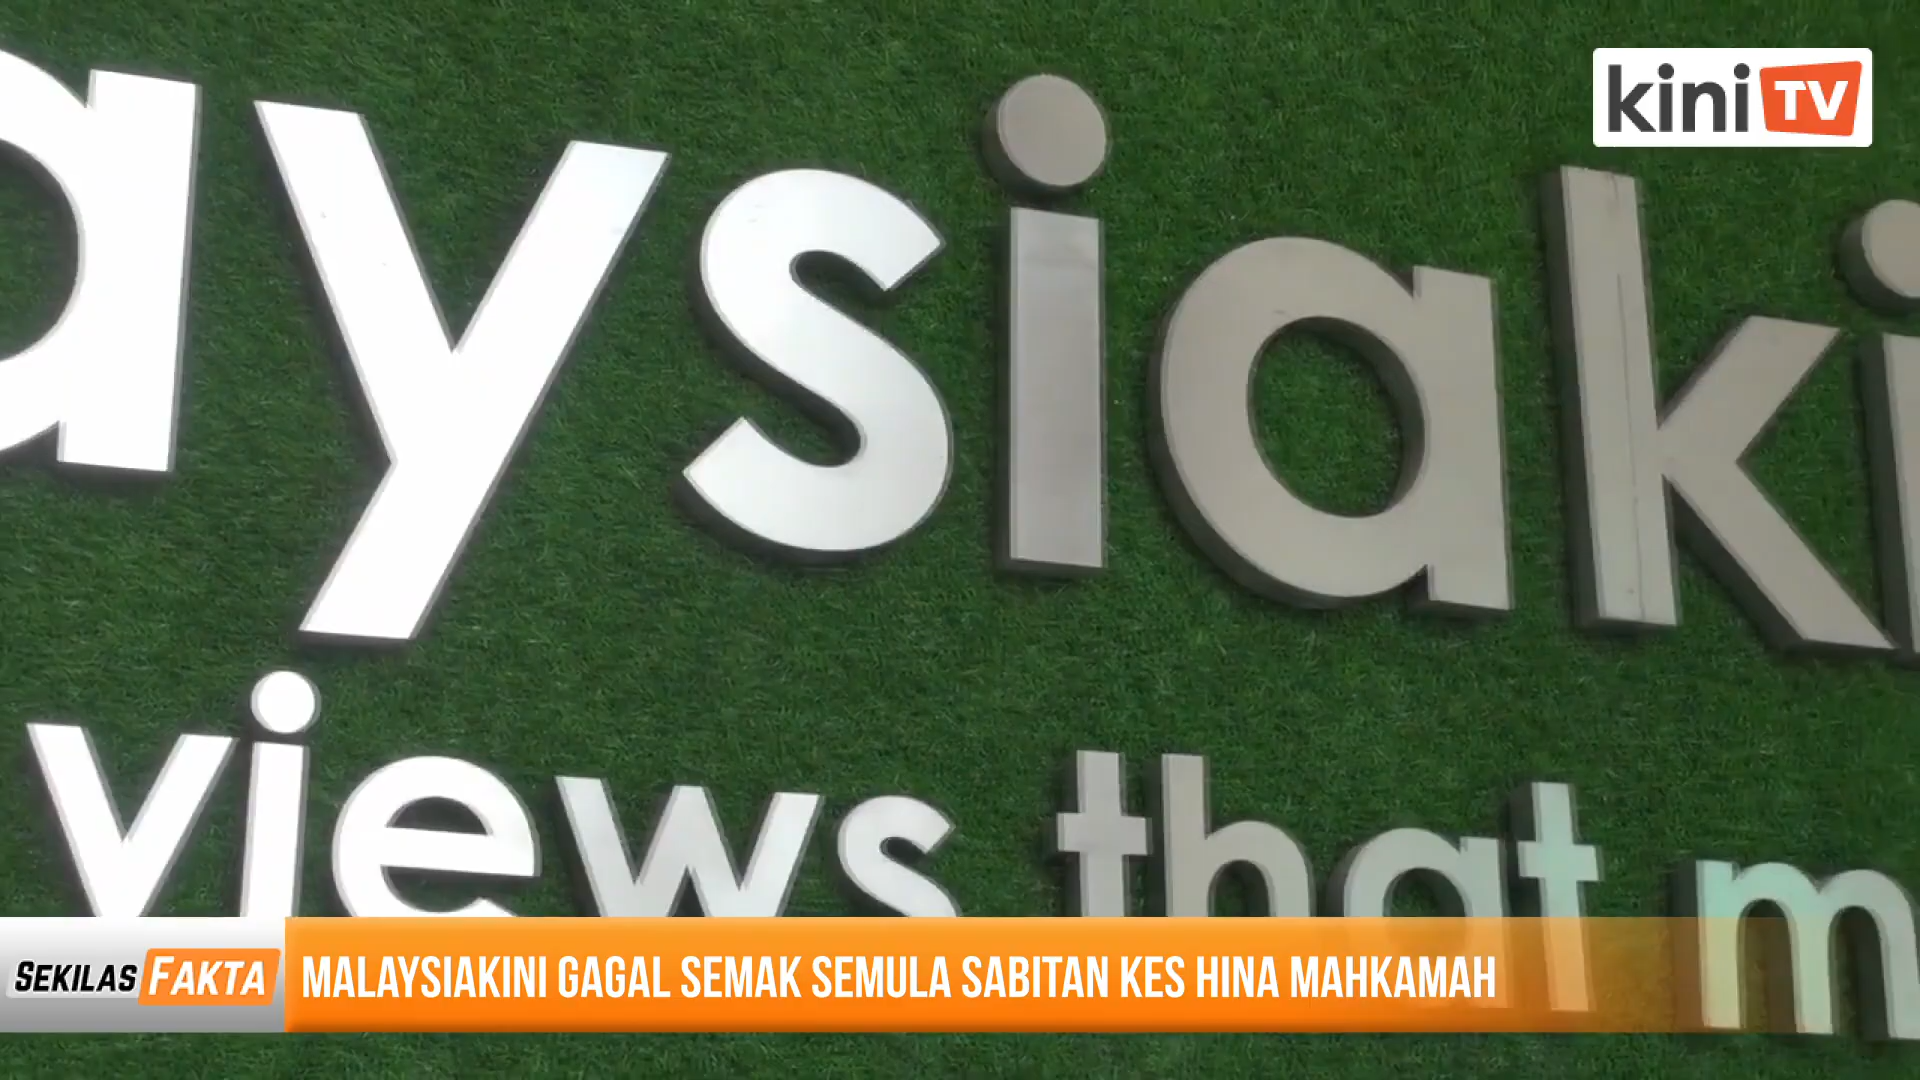 kini TV
aysiaki
views that m
SEKILAS FAKTA
MALAYSIAKINI GAGAL SEMAK SEMULA SABITAN KES HINA MAHKAMAH